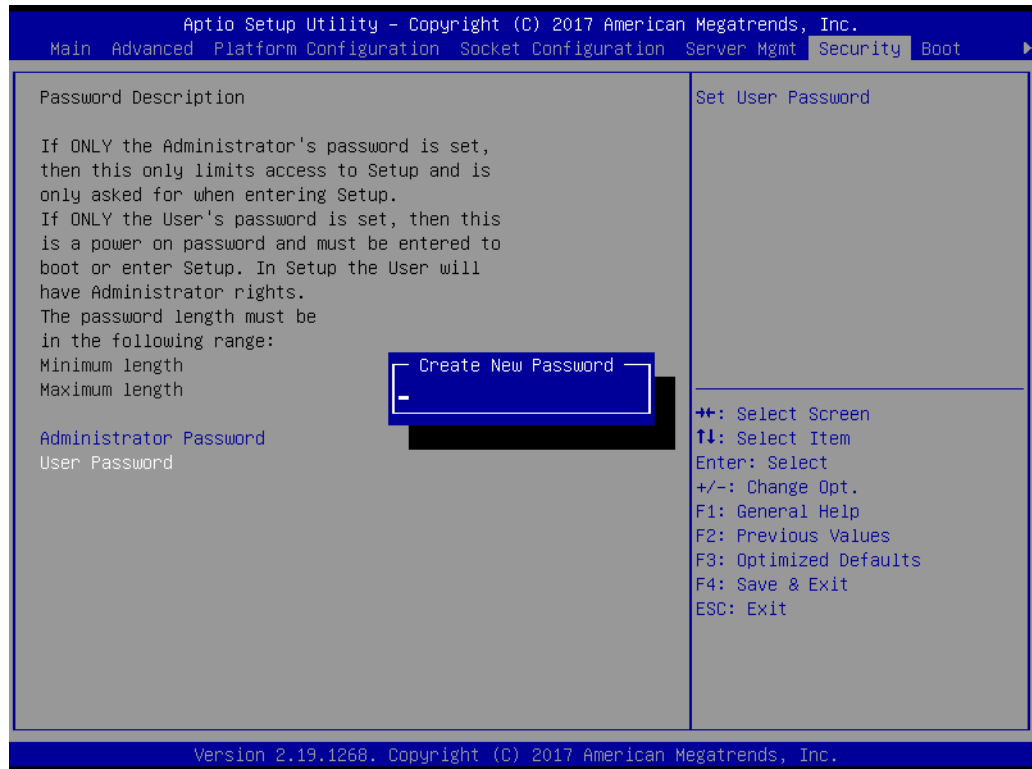 Aptio Setup Utility – Copyright (C) 2017 American Megatrends, Inc.
Main Advanced Platform Configuration Socket Configuration Server Mgmt Security Boot
Password Description
If ONLY the Administrator's password is set,
then this only limits access to Setup and is
only asked for when entering Setup.
If ONLY the User's password is set, then this
is a power on password and must be entered to
boot or enter Setup. In Setup the User will
have Administrator rights.
The password length must be
in the following range:
Minimum length
Maximum length
Administrator Password
User Password
Create New Password
Set User Password
→←: Select Screen
↑↓: Select Item
Enter: Select
+/-: Change Opt.
F1: General Help
F2: Previous Values
F3: Optimized Defaults
F4: Save & Exit
ESC: Exit
Version 2.19.1268. Copyright (C) 2017 American Megatrends, Inc.